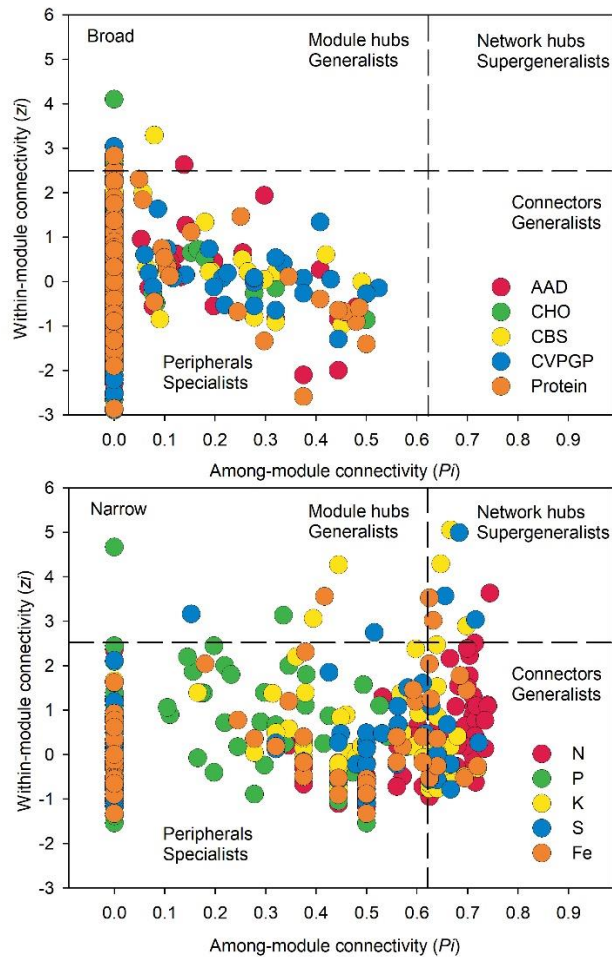 Broad
Module hubs
Generalists
Network hubs
Supergeneralists
Connectors
Generalists
Peripherals
Specialists
AAD
CHO
CBS
CVPGP
Protein
Within-module connectivity (zi)
6
5
4
3
2
1
0
-1
-2
-3
0.0 0.1 0.2 0.3 0.4 0.5 0.6 0.7 0.8 0.9
Among-module connectivity (Pi)
Narrow
Module hubs
Generalists
Network hubs
Supergeneralists
Connectors
Generalists
Peripherals
Specialists
N
P
K
S
Fe
Within-module connectivity (zi)
6
5
4
3
2
1
0
-1
-2
-3
0.0 0.1 0.2 0.3 0.4 0.5 0.6 0.7 0.8 0.9
Among-module connectivity (Pi)